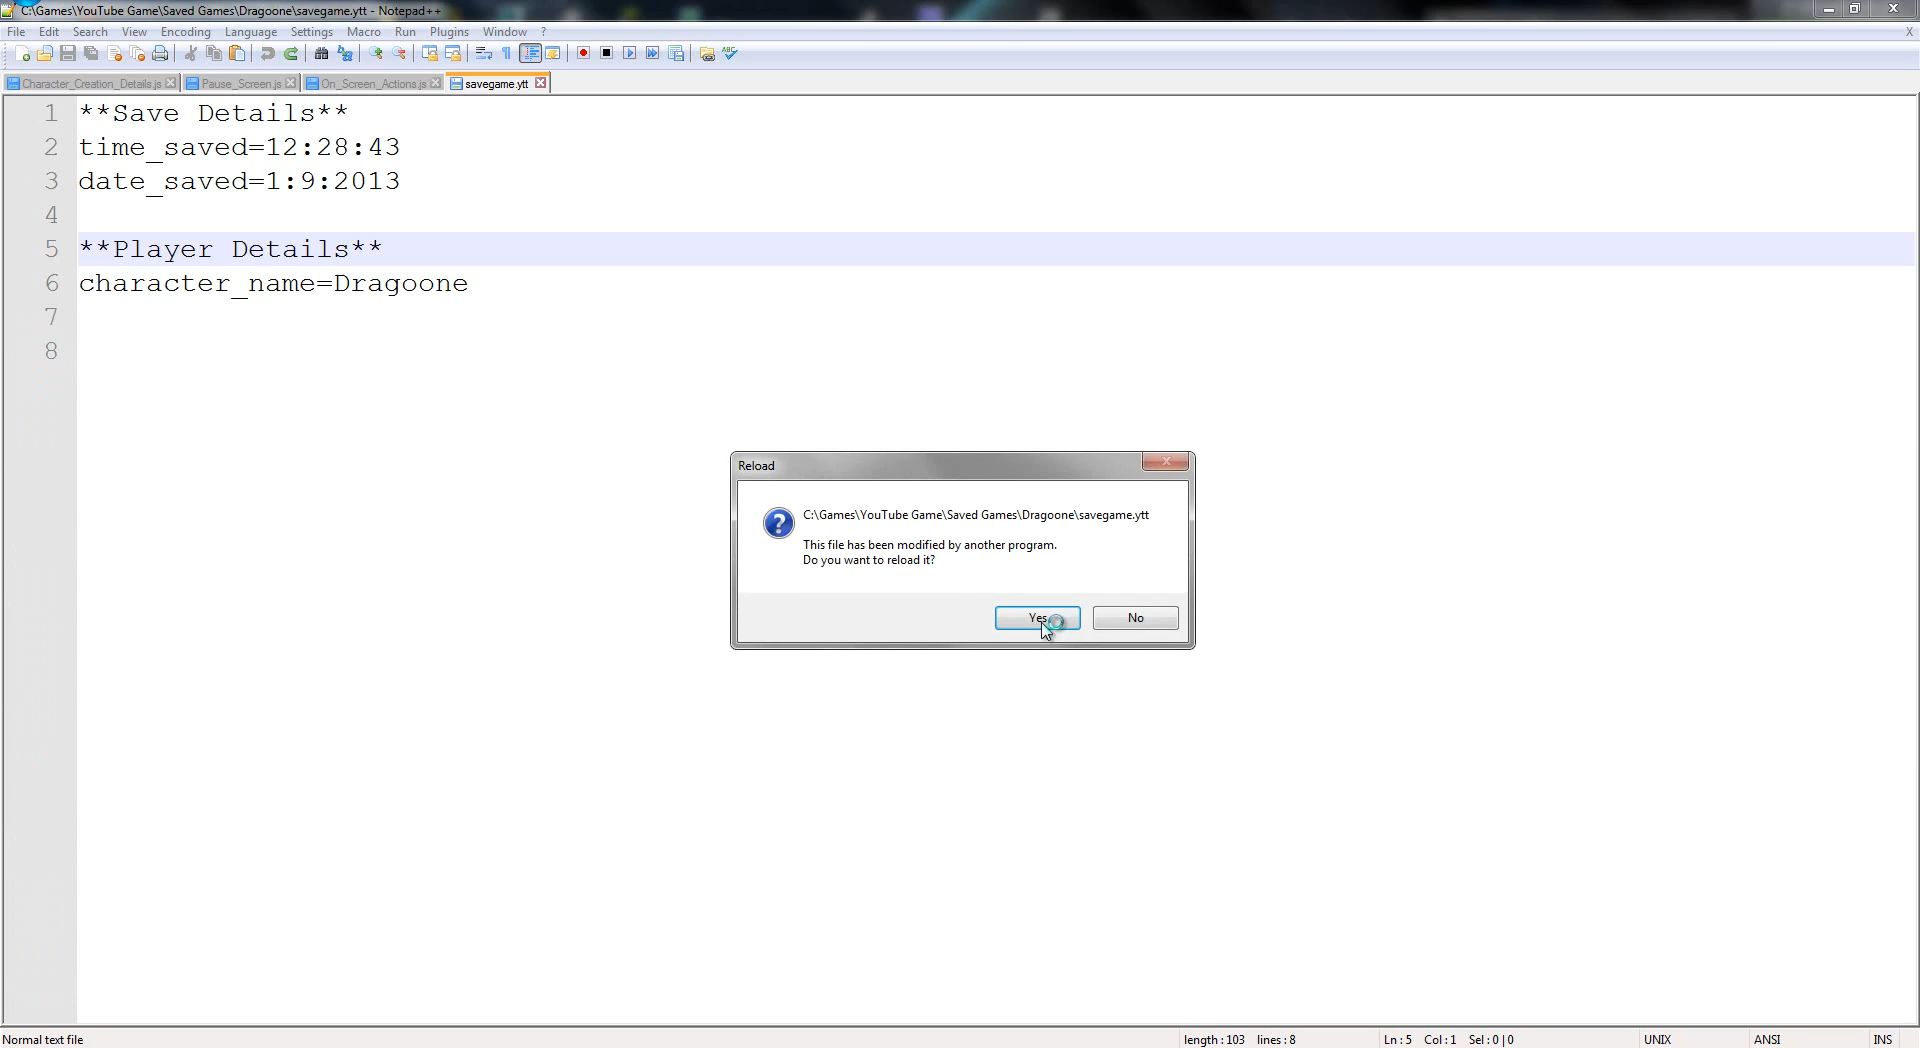 C:\Games\YouTube Game\Saved Games\Dragoone\savegame.ytt - Notepad++
File Edit Search View Encoding Language Settings Macro Run Plugins Window ? X
Character_Creation_Details.js Pause_Screen.js On_Screen_Actions.js savegame.ytt
1 **Save Details**
2 time_saved=12:28:43
3 date_saved=1:9:2013
4
5 **Player Details**
6 character_name=Dragoone
7
8
Reload
C:\Games\YouTube Game\Saved Games\Dragoone\savegame.ytt
This file has been modified by another program.
Do you want to reload it?
Yes No
Normal text file length : 103 lines : 8 Ln : 5 Col : 1 Sel : 0 | 0 UNIX ANSI INS